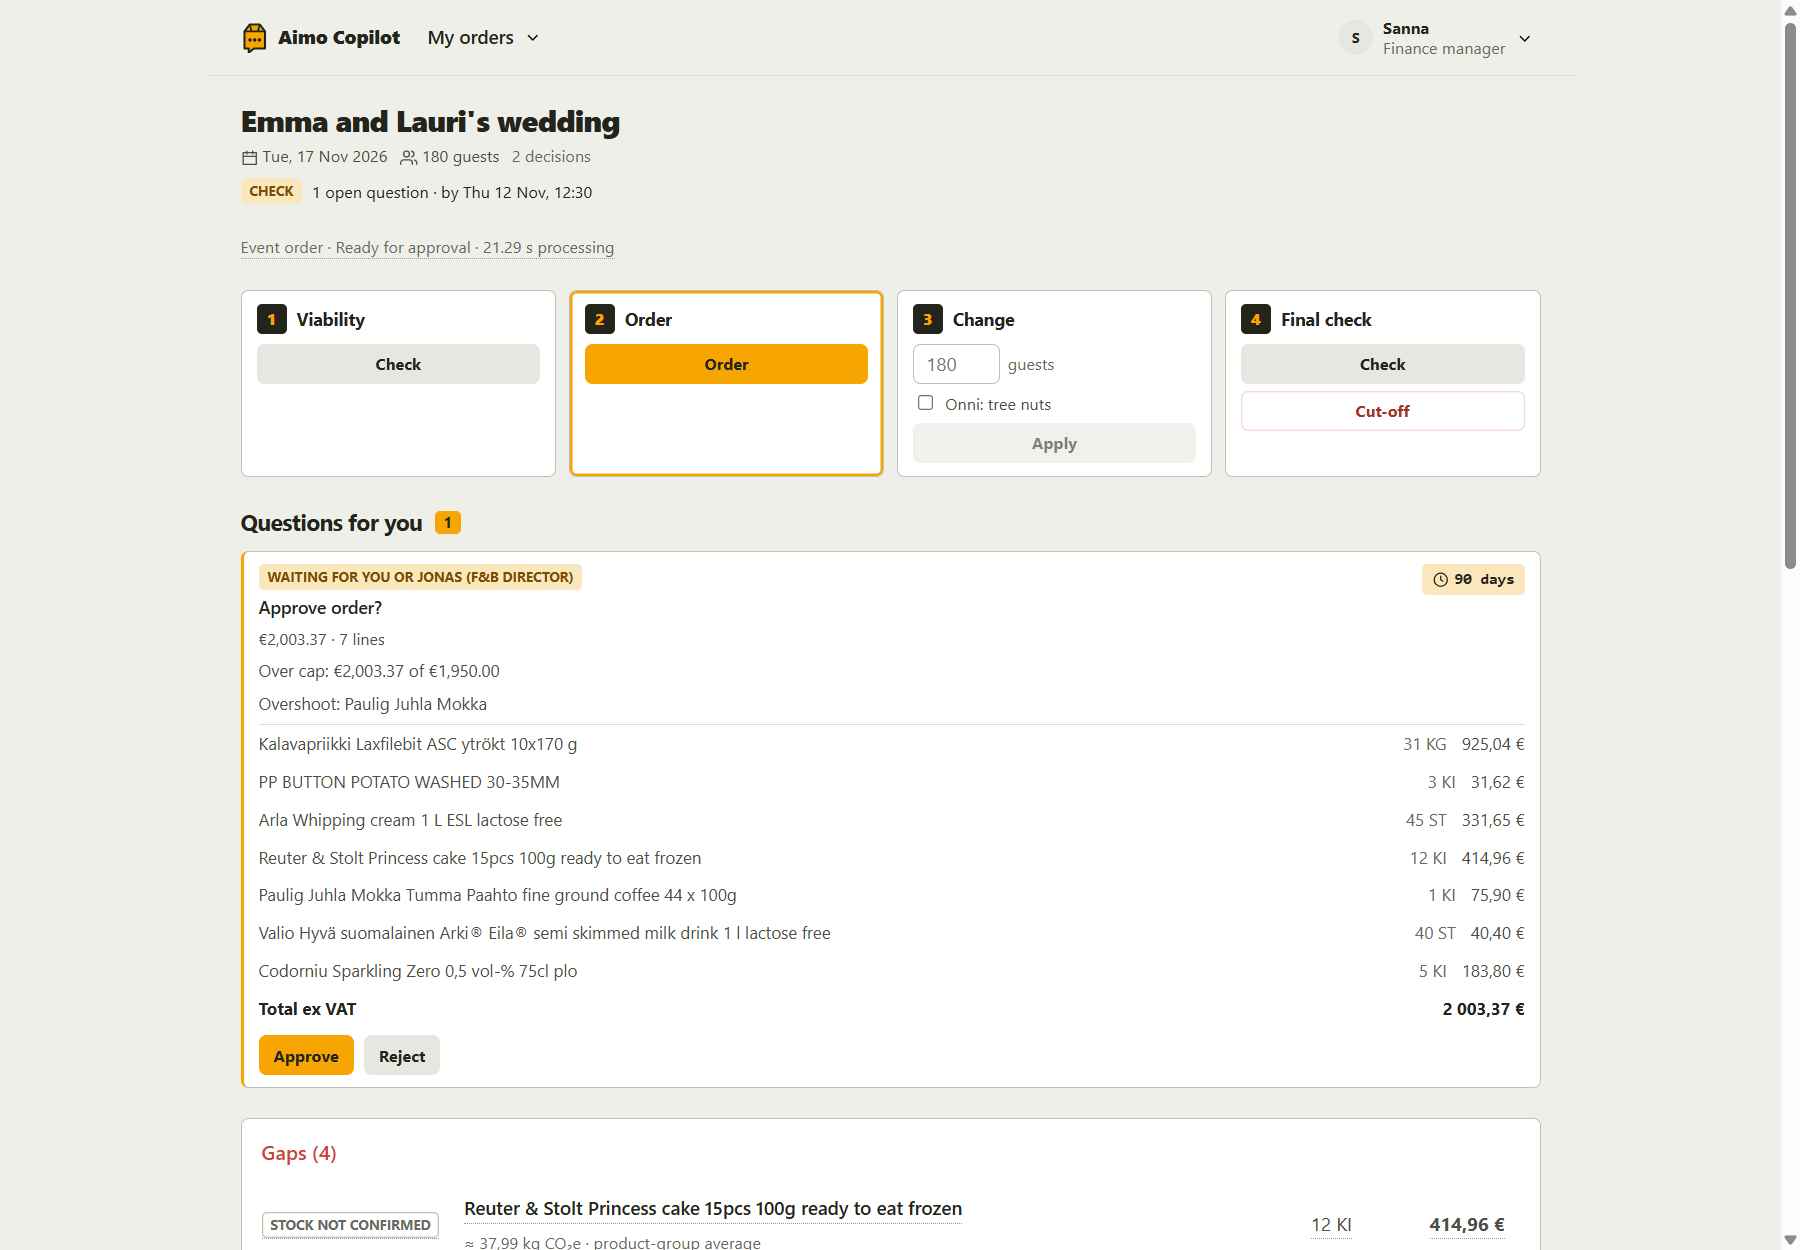 Aimo Copilot
My orders
S
Sanna
Finance manager
Emma and Lauri's wedding
Tue, 17 Nov 2026 180 guests 2 decisions
CHECK 1 open question · by Thu 12 Nov, 12:30
Event order · Ready for approval · 21.29 s processing
1 Viability
Check
2 Order
Order
3 Change
180 guests
Onni: tree nuts
Apply
4 Final check
Check
Cut-off
Questions for you 1
WAITING FOR YOU OR JONAS (F&B DIRECTOR)
90 days
Approve order?
€2,003.37 · 7 lines
Over cap: €2,003.37 of €1,950.00
Overshoot: Paulig Juhla Mokka
Kalavapriikki Laxfilebit ASC ytrökt 10x170 g 31 KG 925,04 €
PP BUTTON POTATO WASHED 30-35MM 3 KI 31,62 €
Arla Whipping cream 1 L ESL lactose free 45 ST 331,65 €
Reuter & Stolt Princess cake 15pcs 100g ready to eat frozen 12 KI 414,96 €
Paulig Juhla Mokka Tumma Paahto fine ground coffee 44 x 100g 1 KI 75,90 €
Valio Hyvä suomalainen Arki® Eila® semi skimmed milk drink 1 l lactose free 40 ST 40,40 €
Codorniu Sparkling Zero 0,5 vol-% 75cl plo 5 KI 183,80 €
Total ex VAT 2 003,37 €
Approve Reject
Gaps (4)
STOCK NOT CONFIRMED
Reuter & Stolt Princess cake 15pcs 100g ready to eat frozen
12 KI 414,96 €
≈ 37,99 kg CO₂e · product-group average